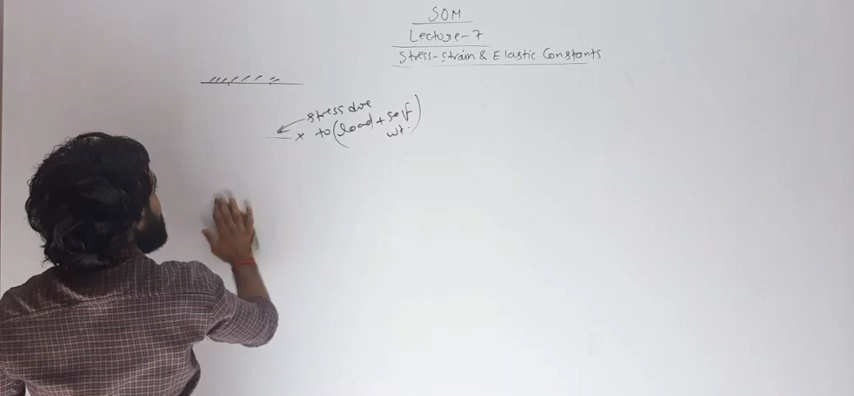 SOM
Lecture-7
Stress-strain & Elastic Constants
stress due
x to (load + self
wt.)